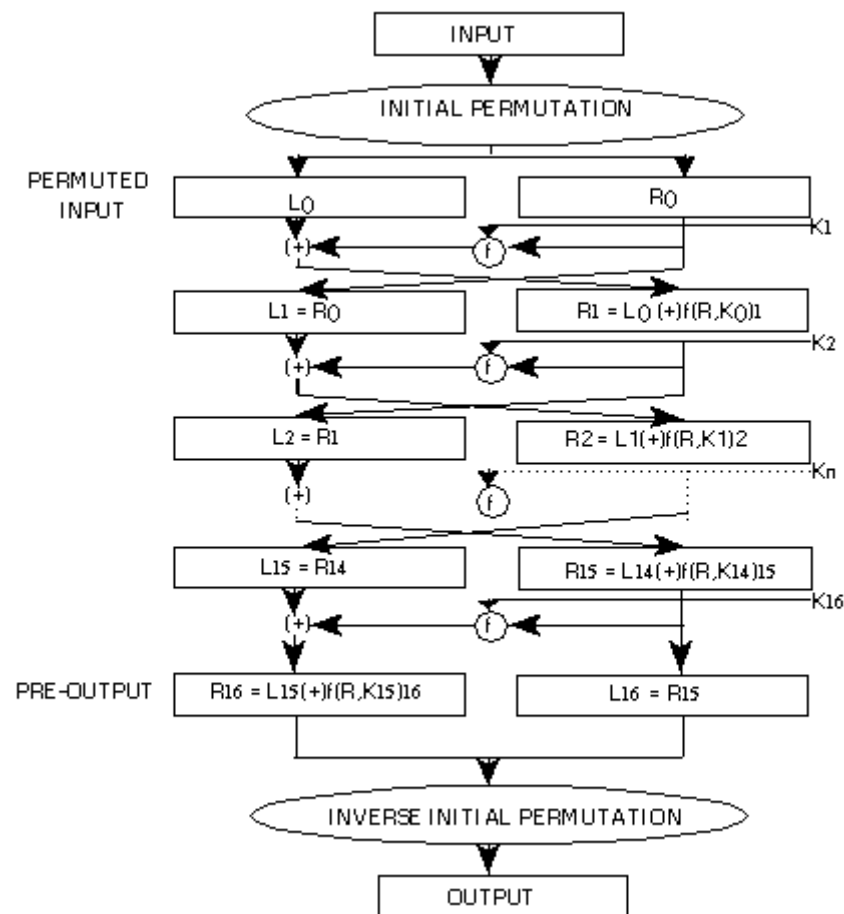 INPUT
INITIAL PERMUTATION
PERMUTED
INPUT
L0
R0
K1
(+)
f
L1 = R0
R1 = L0 (+)f(R,K0)1
K2
(+)
f
L2 = R1
R2 = L1(+)f(R,K1)2
Kn
(+)
f
L15 = R14
R15 = L14(+)f(R,K14)15
K16
(+)
f
PRE-OUTPUT
R16 = L15(+)f(R,K15)16
L16 = R15
INVERSE INITIAL PERMUTATION
OUTPUT